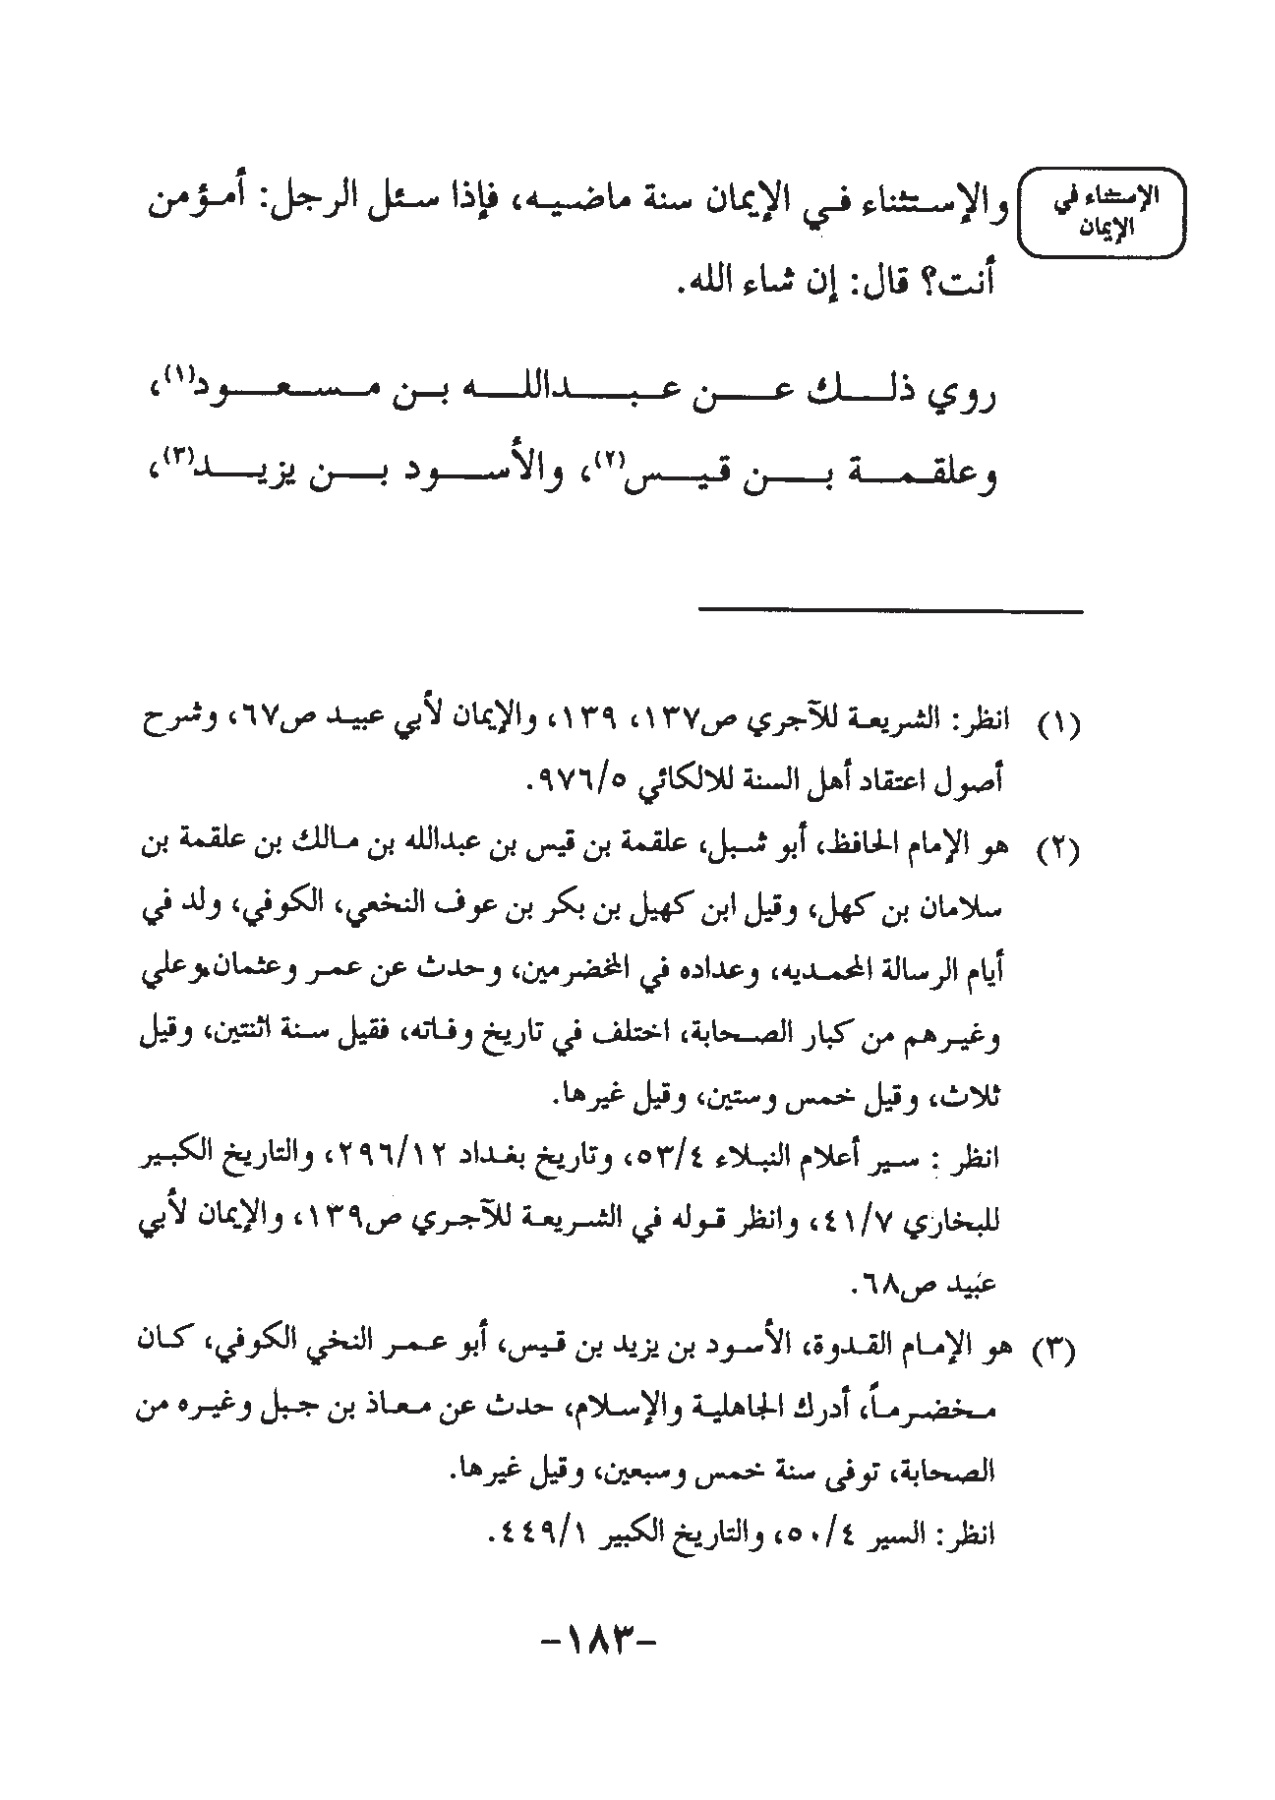 الإستثناء في
الإيمان
والإستثناء في الإيمان سنة ماضيه، فإذا سئل الرجل: أمؤمن
أنت؟ قال: إن شاء الله.
روي ذلك عن عبدالله بن مسعود(١)،
وعلقمة بن قيس(٢)، والأسود بن يزيد(٣)،
(١) انظر: الشريعة للآجري ص١٣٧، ١٣٩، والإيمان لأبي عبيد ص٦٧، وشرح
أصول اعتقاد أهل السنة للالكائي ٩٧٦/٥.
(٢) هو الإمام الحافظ، أبو شبل، علقمة بن قيس بن عبدالله بن مالك بن علقمة بن
سلامان بن كهل، وقيل ابن كهيل بن بكر بن عوف النخعي، الكوفي، ولد في
أيام الرسالة المحمديه، وعداده في المخضرمين، وحدث عن عمر وعثمان وعلي
وغيرهم من كبار الصحابة، اختلف في تاريخ وفاته، فقيل سنة اثنتين، وقيل
ثلاث، وقيل خمس وستين، وقيل غيرها.
انظر : سير أعلام النبلاء ٥٣/٤، وتاريخ بغداد ٢٩٦/١٢، والتاريخ الكبير
للبخاري ٤١/٧، وانظر قوله في الشريعة للآجري ص١٣٩، والإيمان لأبي
عبيد ص٦٨.
(٣) هو الإمام القدوة، الأسود بن يزيد بن قيس، أبو عمر النخي الكوفي، كان
مخضرماً، أدرك الجاهلية والإسلام، حدث عن معاذ بن جبل وغيره من
الصحابة، توفى سنة خمس وسبعين، وقيل غيرها.
انظر: السير ٥٠/٤، والتاريخ الكبير ٤٤٩/١.
-١٨٣-